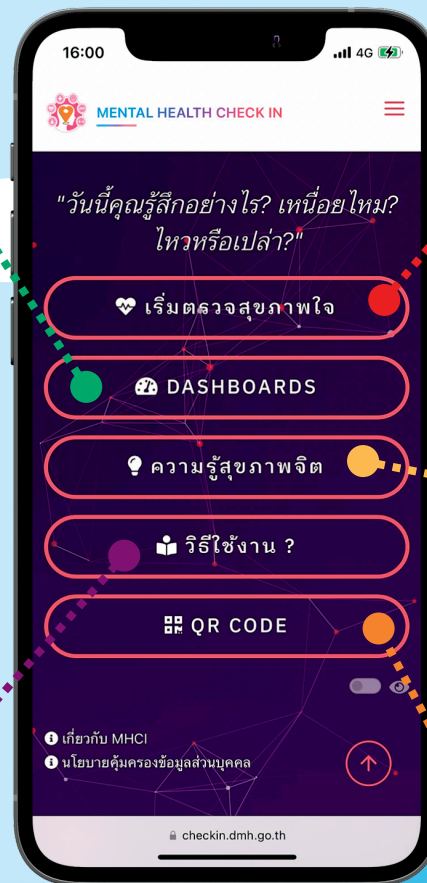 16:00
4G
MENTAL HEALTH CHECK IN
"วันนี้คุณรู้สึกอย่างไร? เหนื่อยไหม?
ไหวหรือเปล่า?"
เริ่มตรวจสุขภาพใจ
DASHBOARDS
ความรู้สุขภาพจิต
วิธีใช้งาน ?
QR CODE
เกี่ยวกับ MHCI
นโยบายคุ้มครองข้อมูลส่วนบุคคล
checkin.dmh.go.th